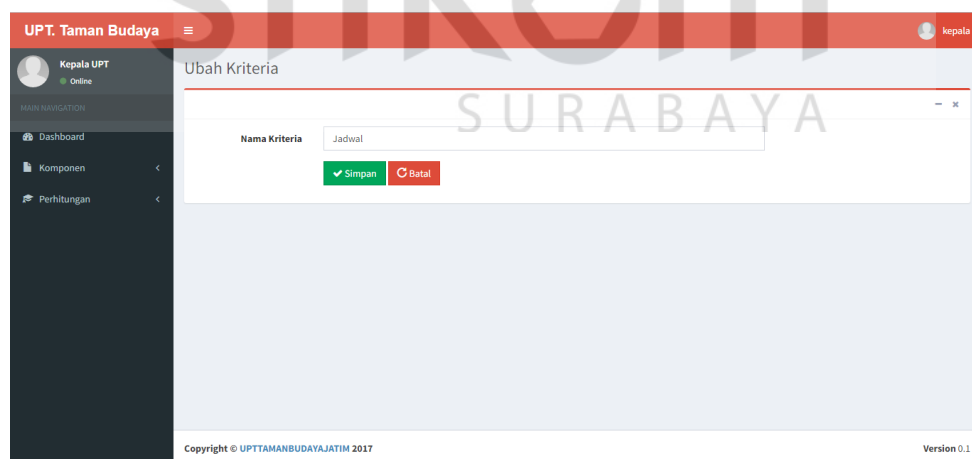 UPT. Taman Budaya
kepala
Kepala UPT
Online
MAIN NAVIGATION
Dashboard
Komponen
Perhitungan
Ubah Kriteria
SURABAYA
Nama Kriteria
Jadwal
Simpan
Batal
Copyright © UPTTAMANBUDAYAJATIM 2017
Version 0.1